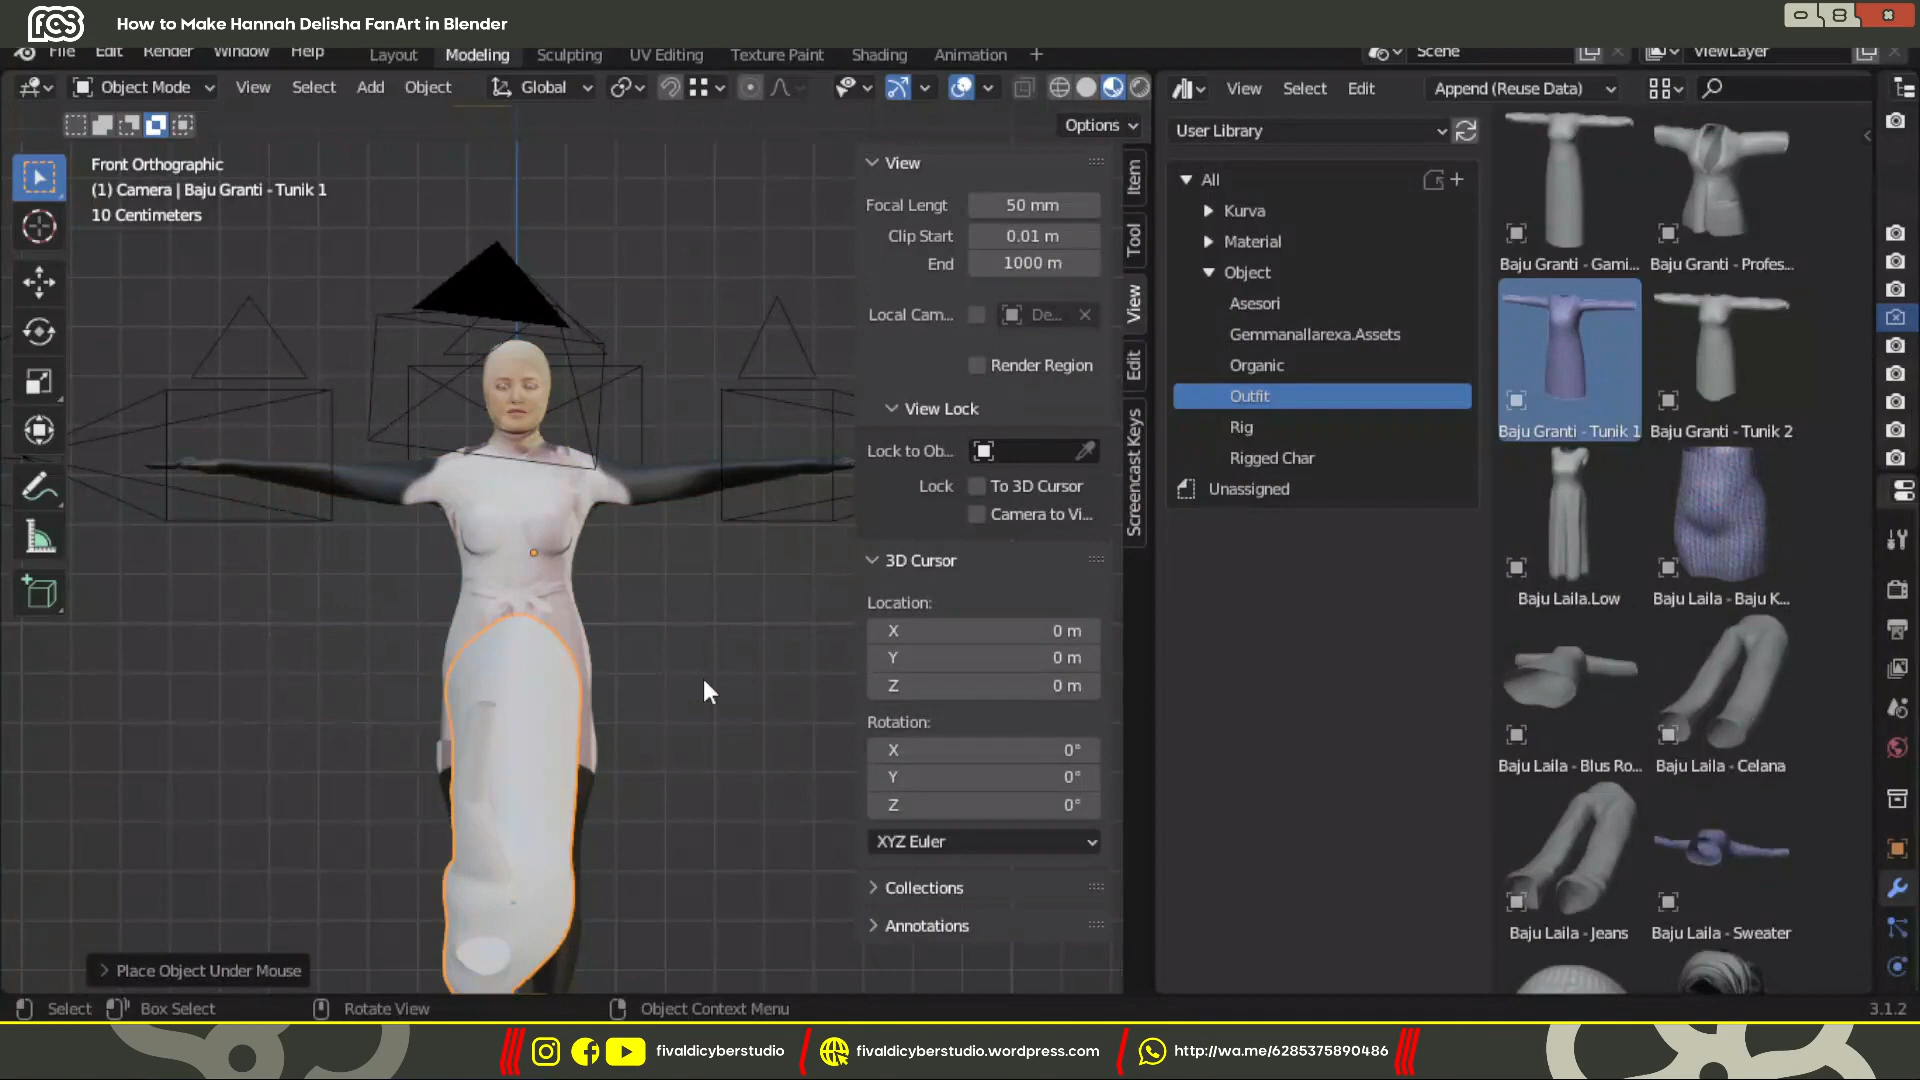 fcs
How to Make Hannah Delisha FanArt in Blender
File Edit Render Window Help
Layout Modeling Sculpting UV Editing Texture Paint Shading Animation +
Scene ViewLayer
Object Mode View Select Add Object Global
View Select Edit Append (Reuse Data)
Options
Front Orthographic
(1) Camera | Baju Granti - Tunik 1
10 Centimeters
View
Focal Lengt 50 mm
Clip Start 0.01 m
End 1000 m
Local Cam... De...
Render Region
View Lock
Lock to Ob...
Lock To 3D Cursor
Camera to Vi...
3D Cursor
Location:
X 0 m
Y 0 m
Z 0 m
Rotation:
X 0°
Y 0°
Z 0°
XYZ Euler
Collections
Annotations
Item
Tool
View
Edit
Screencast Keys
User Library
All
Kurva
Material
Object
Asesori
Gemmanallarexa.Assets
Organic
Outfit
Rig
Rigged Char
Unassigned
Baju Granti - Gami... Baju Granti - Profes...
Baju Granti - Tunik 1 Baju Granti - Tunik 2
Baju Laila.Low Baju Laila - Baju K...
Baju Laila - Blus Ro... Baju Laila - Celana
Baju Laila - Jeans Baju Laila - Sweater
Place Object Under Mouse
Select Box Select Rotate View Object Context Menu 3.1.2
fivaldicyberstudio fivaldicyberstudio.wordpress.com http://wa.me/6285375890486